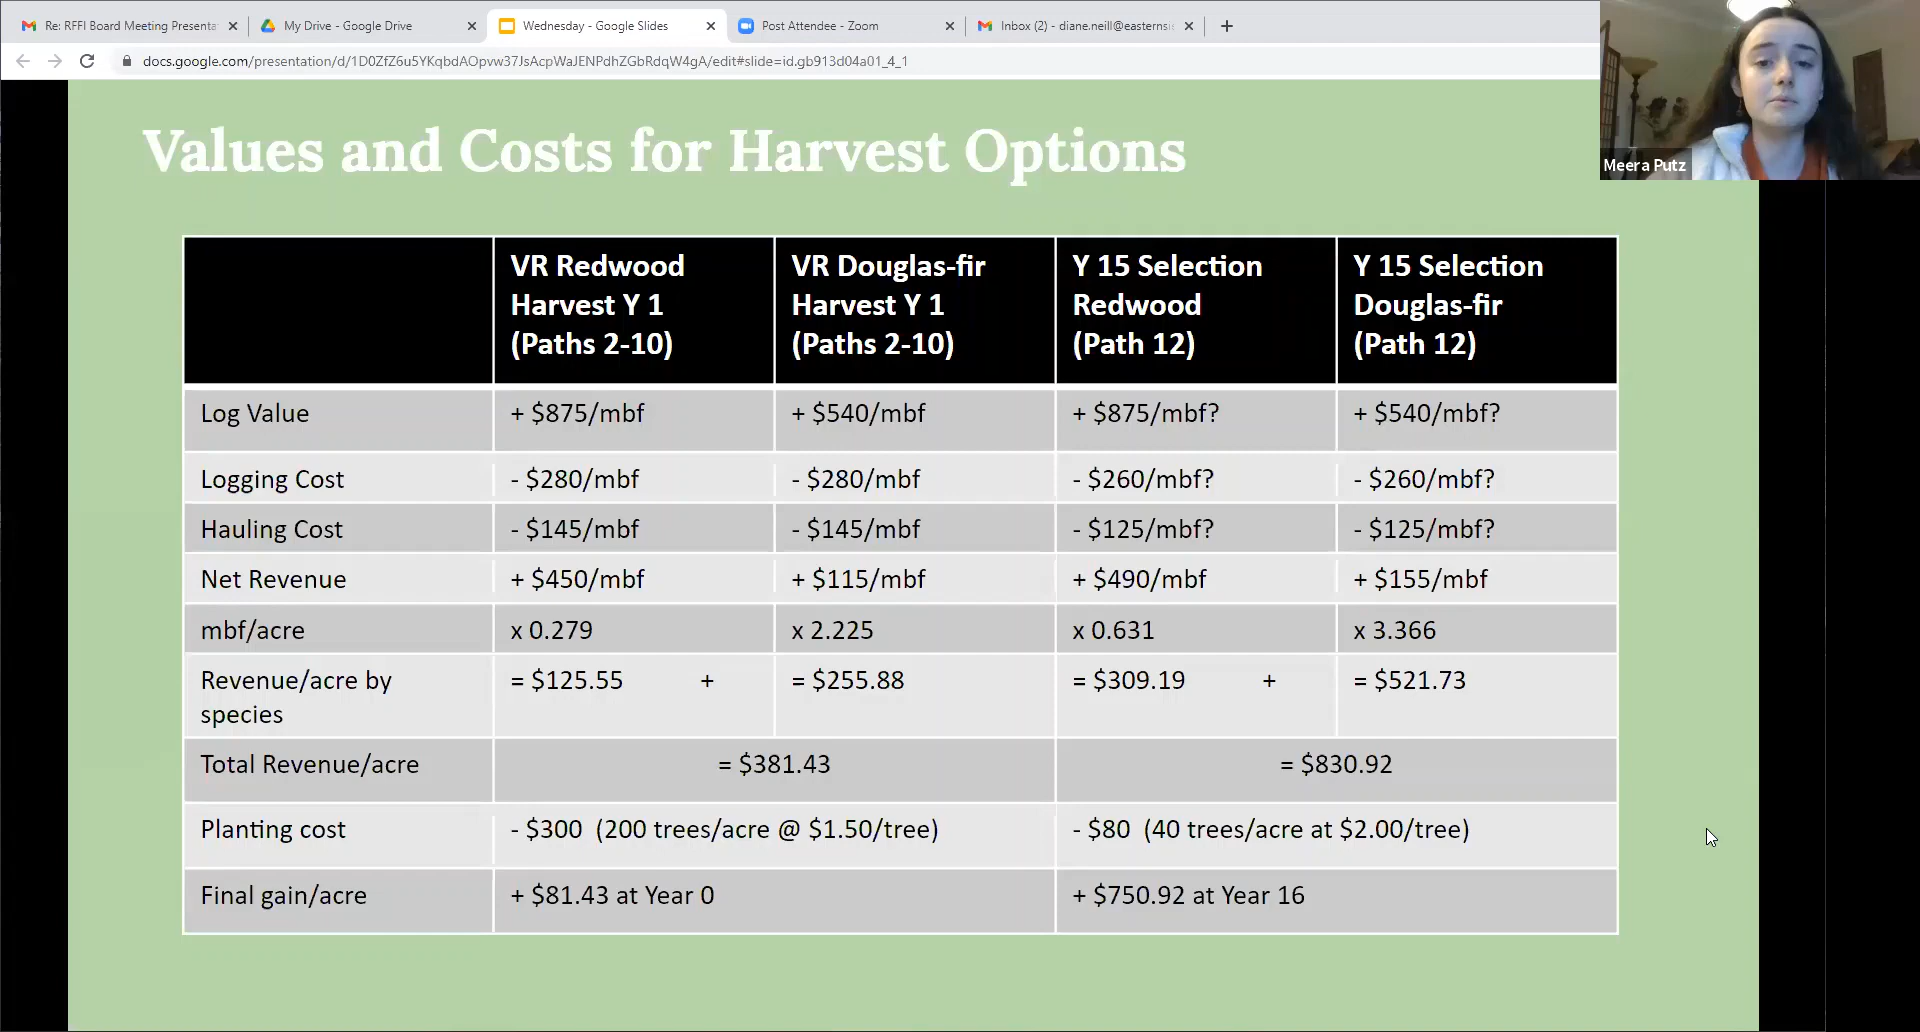 Re: RFFI Board Meeting Presenta
My Drive - Google Drive
Wednesday - Google Slides
Post Attendee - Zoom
Inbox (2) - diane.neill@easterns
docs.google.com/presentation/d/1D0ZfZ6u5YKqbdAOpvw37JsAcpWaJENPdhZGbRdqW4gA/edit#slide=id.gb913d04a01_4_1
Meera Putz
Values and Costs for Harvest Options
VR Redwood Harvest Y 1 (Paths 2-10)
VR Douglas-fir Harvest Y 1 (Paths 2-10)
Y 15 Selection Redwood (Path 12)
Y 15 Selection Douglas-fir (Path 12)
Log Value + $875/mbf + $540/mbf + $875/mbf? + $540/mbf?
Logging Cost - $280/mbf - $280/mbf - $260/mbf? - $260/mbf?
Hauling Cost - $145/mbf - $145/mbf - $125/mbf? - $125/mbf?
Net Revenue + $450/mbf + $115/mbf + $490/mbf + $155/mbf
mbf/acre x 0.279 x 2.225 x 0.631 x 3.366
Revenue/acre by species = $125.55 + = $255.88 = $309.19 + = $521.73
Total Revenue/acre = $381.43 = $830.92
Planting cost - $300 (200 trees/acre @ $1.50/tree) - $80 (40 trees/acre at $2.00/tree)
Final gain/acre + $81.43 at Year 0 + $750.92 at Year 16